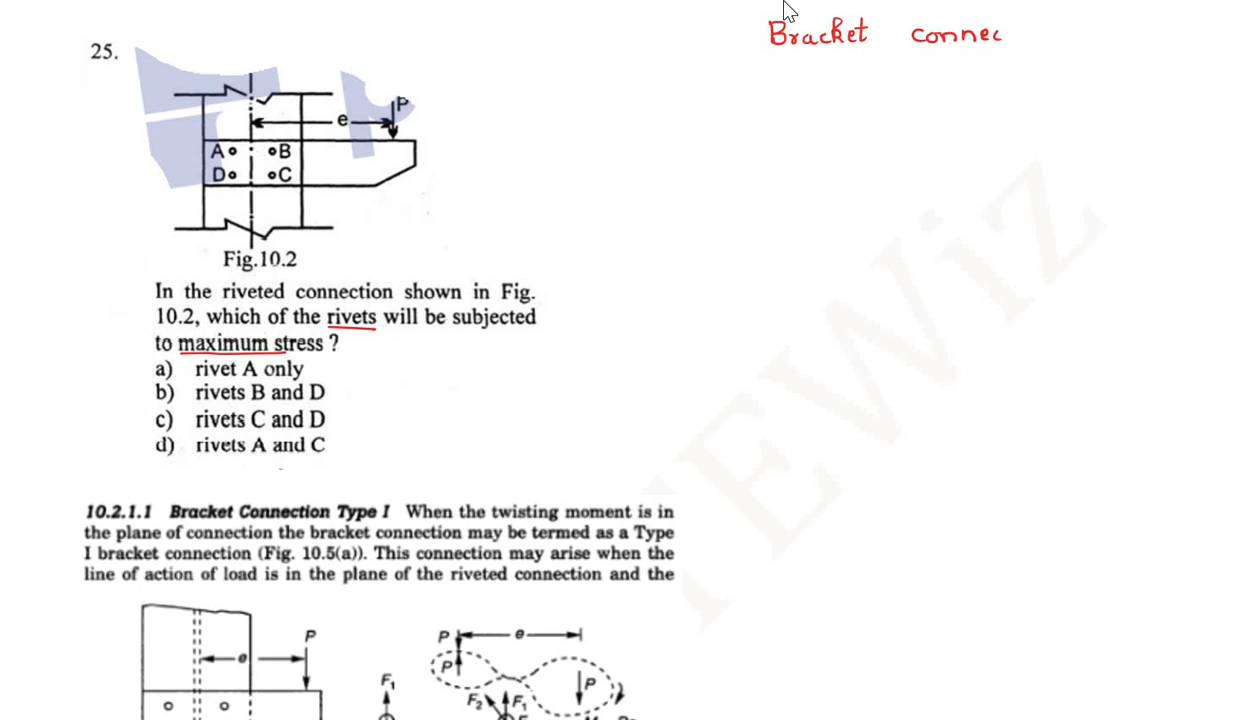 Bracket connec
25.
P
e
A B
D C
Fig.10.2
In the riveted connection shown in Fig.
10.2, which of the rivets will be subjected
to maximum stress ?
a) rivet A only
b) rivets B and D
c) rivets C and D
d) rivets A and C
10.2.1.1 Bracket Connection Type I When the twisting moment is in
the plane of connection the bracket connection may be termed as a Type
I bracket connection (Fig. 10.5(a)). This connection may arise when the
line of action of load is in the plane of the riveted connection and the
P
P e
e
P
P
F₁
F₂ F₁